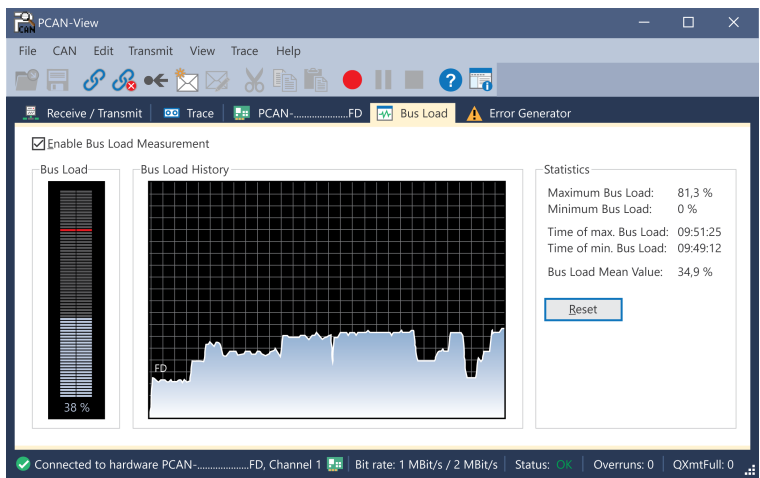 PCAN-View
File CAN Edit Transmit View Trace Help
Receive / Transmit Trace PCAN-.....................FD Bus Load Error Generator
Enable Bus Load Measurement
Bus Load
38 %
Bus Load History
FD
Statistics
Maximum Bus Load: 81,3 %
Minimum Bus Load: 0 %
Time of max. Bus Load: 09:51:25
Time of min. Bus Load: 09:49:12
Bus Load Mean Value: 34,9 %
Reset
Connected to hardware PCAN-...................FD, Channel 1 Bit rate: 1 MBit/s / 2 MBit/s Status: OK Overruns: 0 QXmtFull: 0